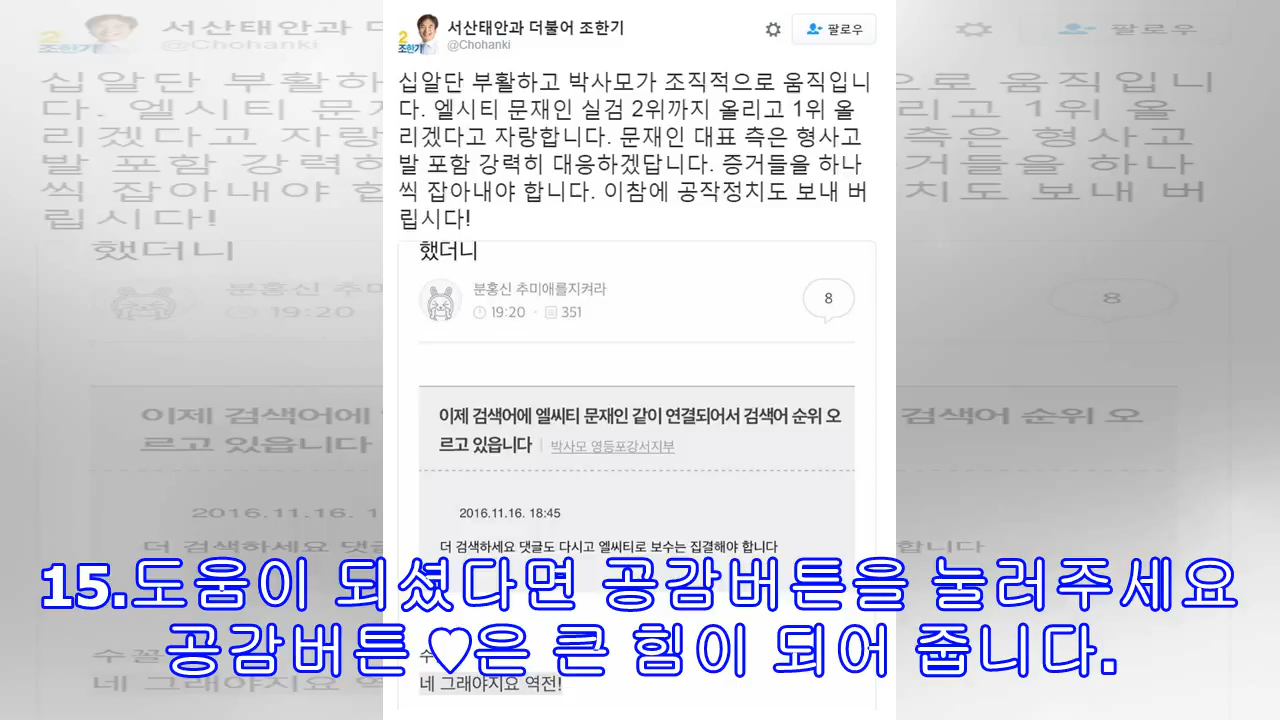 서산태안과 더불어 조한기
@Chohanki
팔로우
2
조한기
십알단 부활하고 박사모가 조직적으로 움직입니
다. 엘시티 문재인 실검 2위까지 올리고 1위 올
리겠다고 자랑합니다. 문재인 대표 측은 형사고
발 포함 강력히 대응하겠답니다. 증거들을 하나
씩 잡아내야 합니다. 이참에 공작정치도 보내 버
립시다!
했더니
분홍신 추미애를지켜라
19:20 351
8
이제 검색어에 엘씨티 문재인 같이 연결되어서 검색어 순위 오
르고 있읍니다 | 박사모 영등포강서지부
2016.11.16. 18:45
더 검색하세요 댓글도 다시고 엘씨티로 보수는 집결해야 합니다
15.도움이 되셨다면 공감버튼을 눌러주세요
공감버튼 ♥은 큰 힘이 되어 줍니다.
수
네 그래야지요 역전!